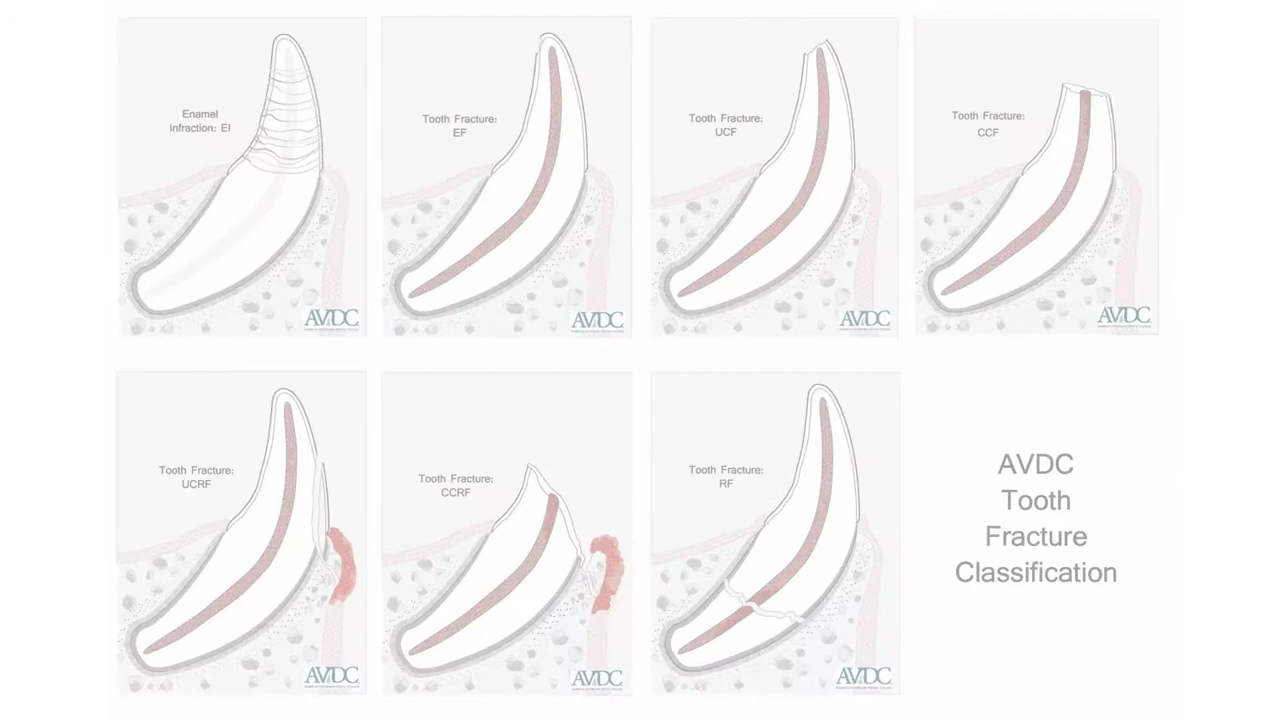 Enamel
infraction: EI
Tooth Fracture:
EF
Tooth Fracture:
UCF
Tooth Fracture:
CCF
AVDC
AVDC
AVDC
AVDC
Tooth Fracture:
UCRF
Tooth Fracture:
CCRF
Tooth Fracture:
RF
AVDC
Tooth
Fracture
Classification
AVDC
AVDC
AVDC